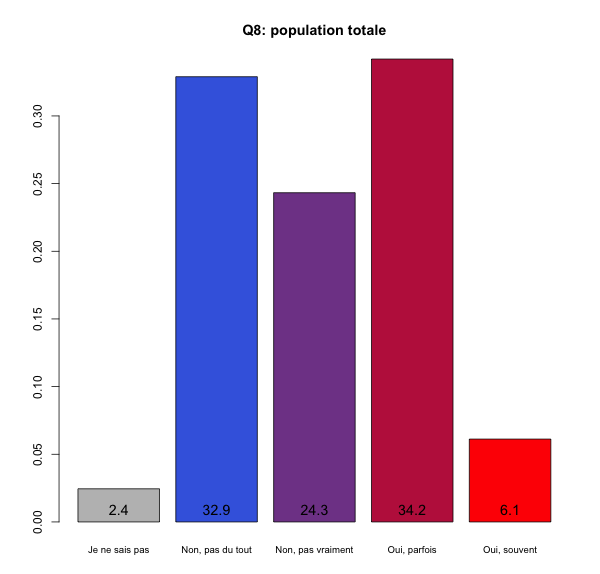 Q8: population totale
0.30
0.25
0.20
0.15
0.10
0.05
0.00
2.4 32.9 24.3 34.2 6.1
Je ne sais pas Non, pas du tout Non, pas vraiment Oui, parfois Oui, souvent